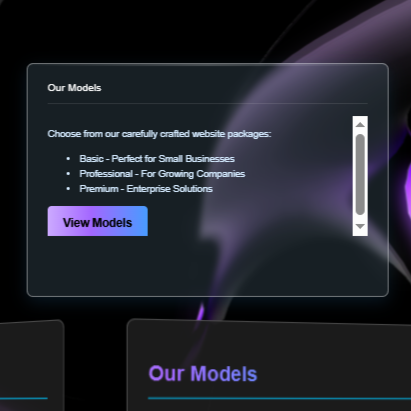 Our Models
Choose from our carefully crafted website packages:
• Basic - Perfect for Small Businesses
• Professional - For Growing Companies
• Premium - Enterprise Solutions
View Models
Our Models